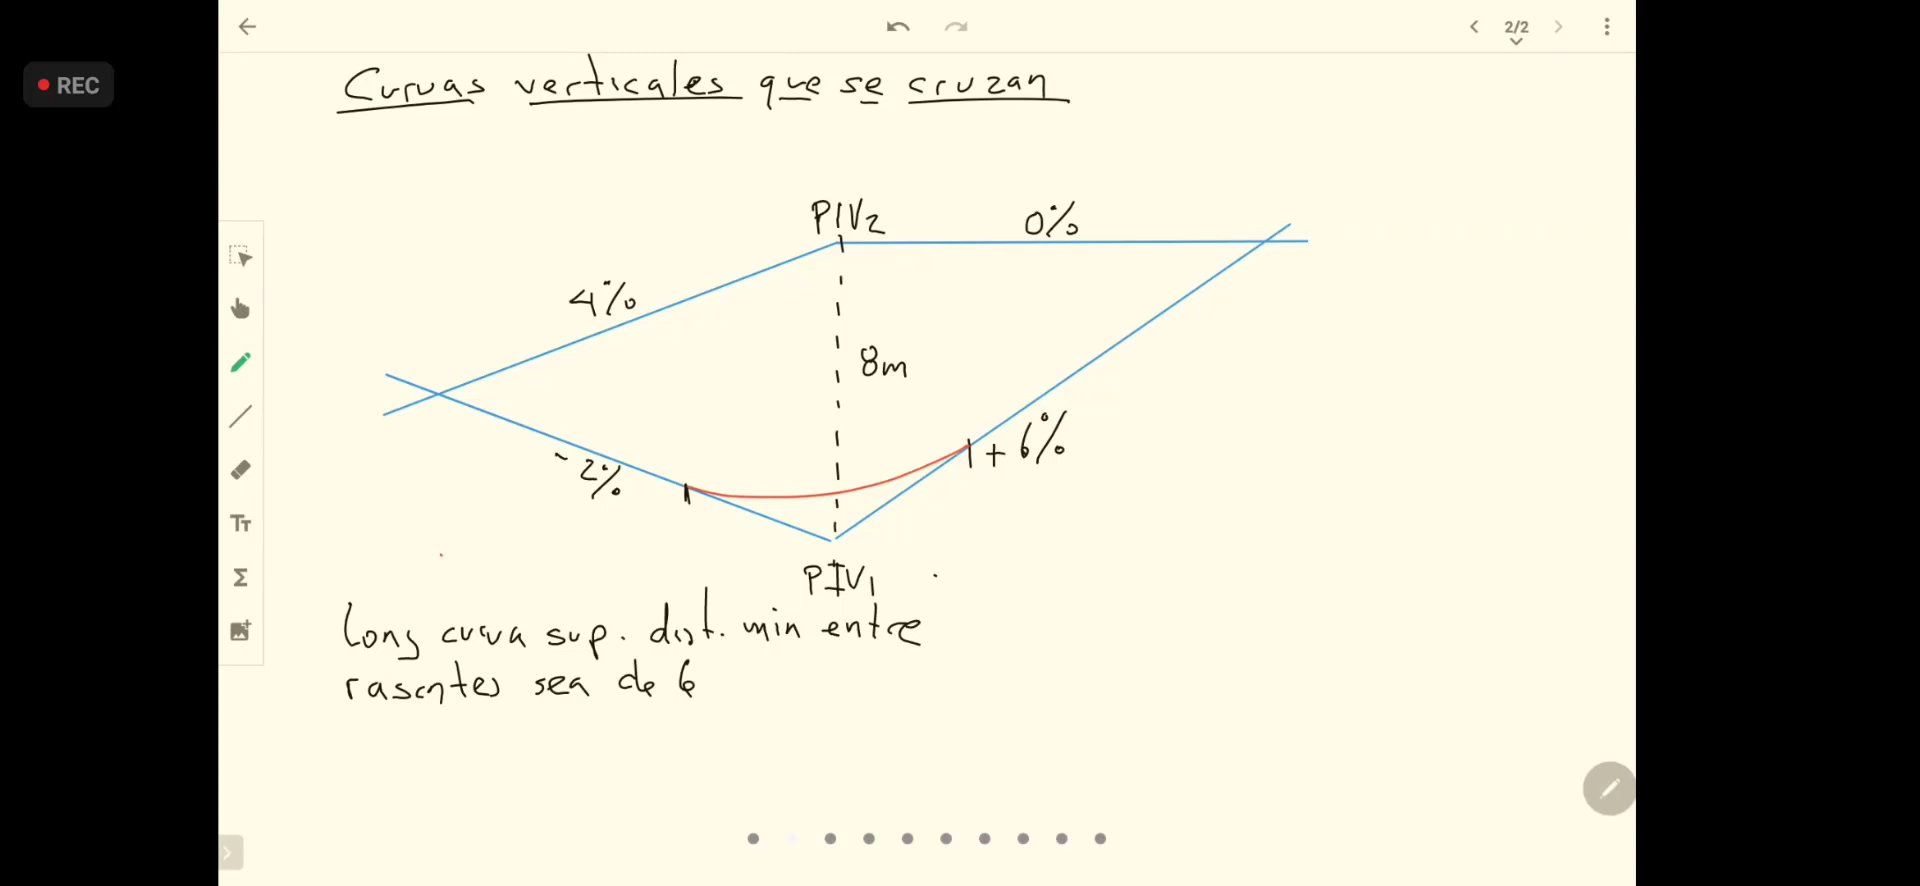 2/2
REC
Curvas verticales que se cruzan
PIV2
0%
4%
8m
+ 6%
- 2%
Tт
Σ
PIV1
Long curva sup. dist. min entre
rasantes sea de 6